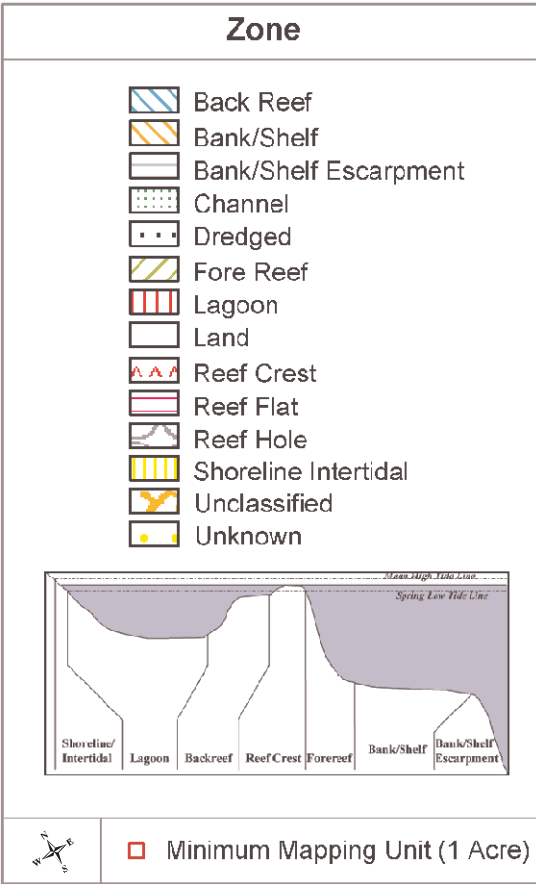 Zone
Back Reef
Bank/Shelf
Bank/Shelf Escarpment
Channel
Dredged
Fore Reef
Lagoon
Land
Reef Crest
Reef Flat
Reef Hole
Shoreline Intertidal
Unclassified
Unknown
Mean High Tide Line
Spring Low Tide Line
Shoreline/
Intertidal
Lagoon
Backreef
Reef Crest
Forereef
Bank/Shelf
Bank/Shelf
Escarpment
N
E
W
S
Minimum Mapping Unit (1 Acre)